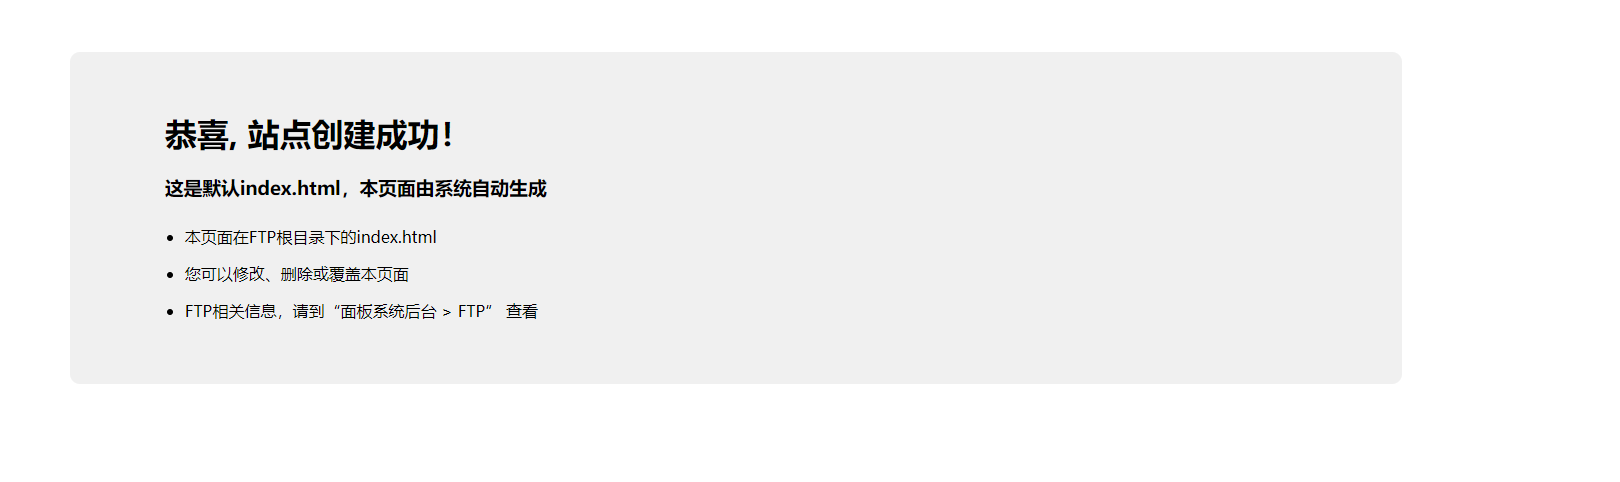 恭喜, 站点创建成功！
这是默认index.html，本页面由系统自动生成
本页面在FTP根目录下的index.html
您可以修改、删除或覆盖本页面
FTP相关信息，请到“面板系统后台 > FTP” 查看